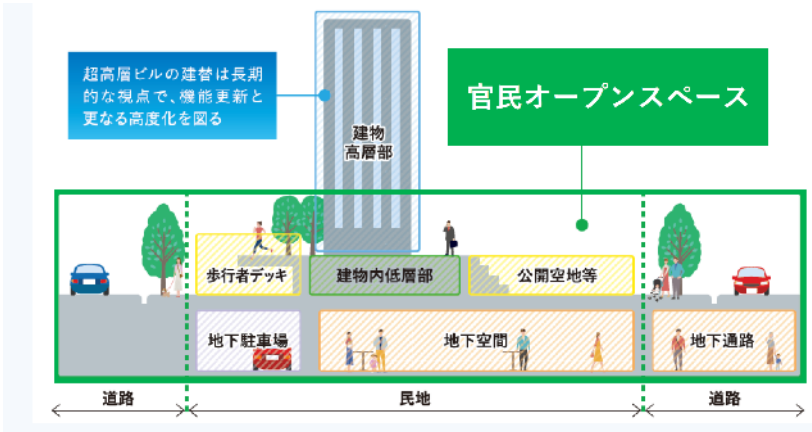 超高層ビルの建替は長期
的な視点で、機能更新と
更なる高度化を図る
官民オープンスペース
建物
高層部
歩行者デッキ
建物内低層部
公開空地等
地下駐車場
地下空間
地下通路
道路
民地
道路